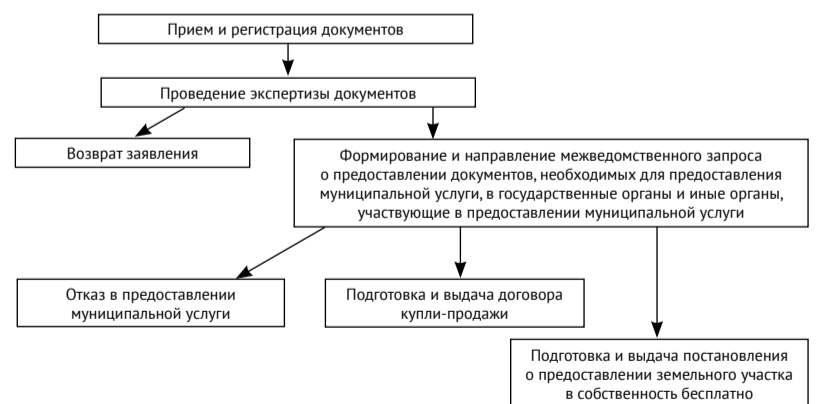 Прием и регистрация документов
Проведение экспертизы документов
Возврат заявления
Формирование и направление межведомственного запроса
о предоставлении документов, необходимых для предоставления
муниципальной услуги, в государственные органы и иные органы,
участвующие в предоставлении муниципальной услуги
Отказ в предоставлении
муниципальной услуги
Подготовка и выдача договора
купли-продажи
Подготовка и выдача постановления
о предоставлении земельного участка
в собственность бесплатно